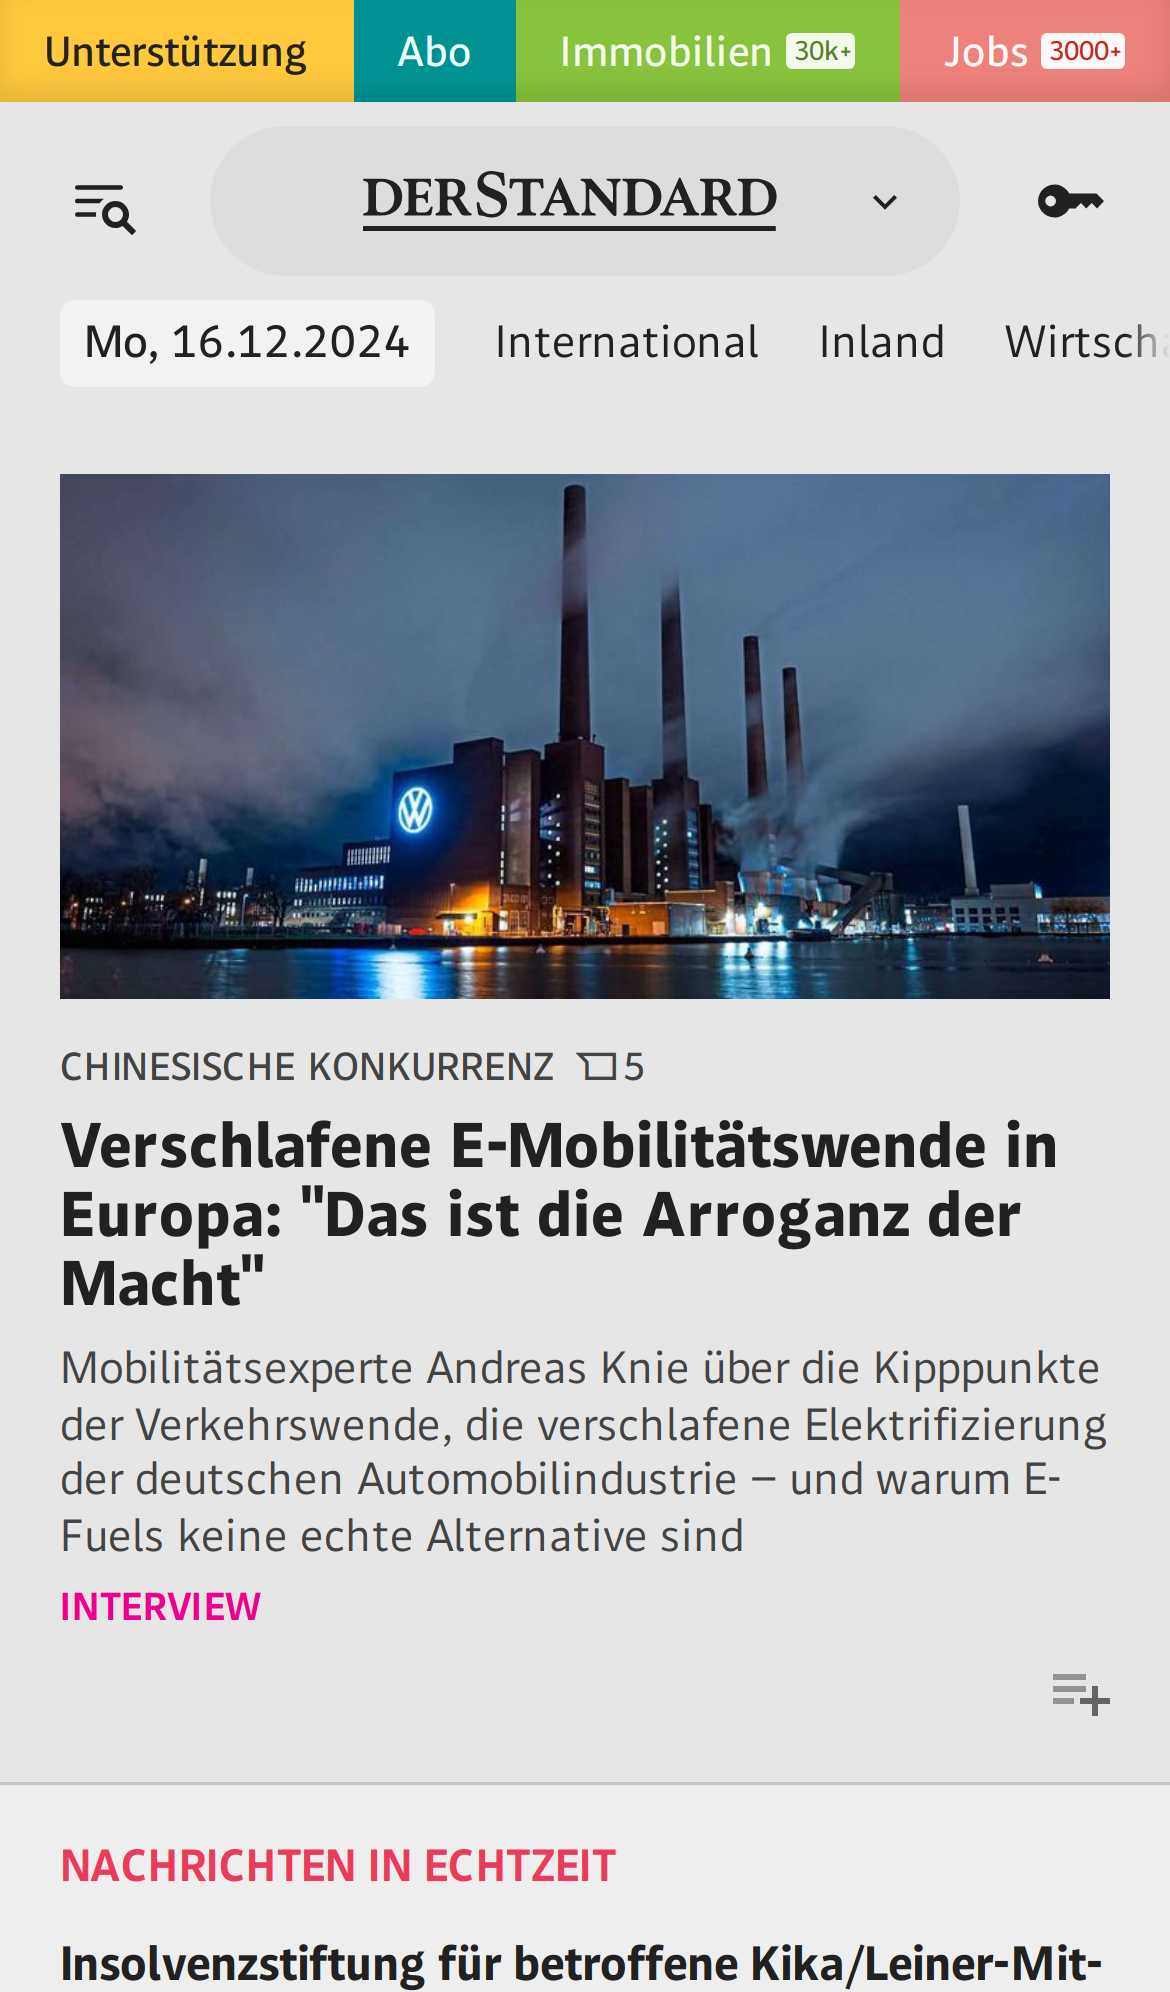 Unterstützung Abo Immobilien 30k+ Jobs 3000+
DERSTANDARD
Mo, 16.12.2024 International Inland Wirtscha
CHINESISCHE KONKURRENZ 5
Verschlafene E-Mobilitätswende in
Europa: "Das ist die Arroganz der
Macht"
Mobilitätsexperte Andreas Knie über die Kipppunkte
der Verkehrswende, die verschlafene Elektrifizierung
der deutschen Automobilindustrie – und warum E-
Fuels keine echte Alternative sind
INTERVIEW
NACHRICHTEN IN ECHTZEIT
Insolvenzstiftung für betroffene Kika/Leiner-Mit-